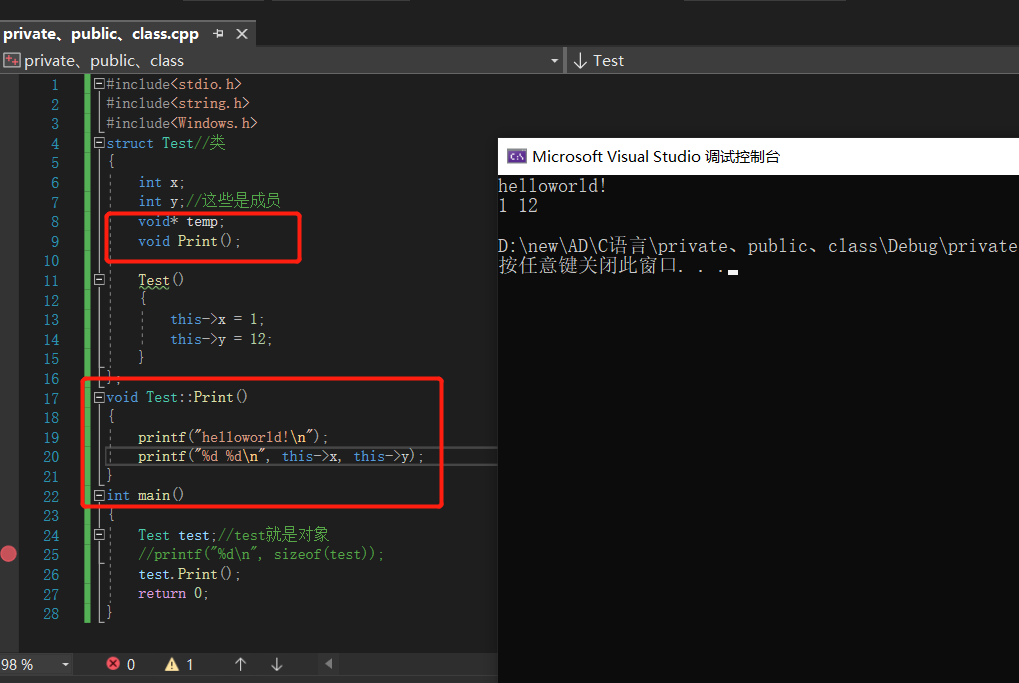 private、public、class.cpp
private、public、class
Test
1 #include<stdio.h>
2 #include<string.h>
3 #include<Windows.h>
4 struct Test//类
5 {
6 int x;
7 int y;//这些是成员
8 void* temp;
9 void Print();
10
11 Test()
12 {
13 this->x = 1;
14 this->y = 12;
15 }
16 };
17 void Test::Print()
18 {
19 printf("helloworld!\n");
20 printf("%d %d\n", this->x, this->y);
21 }
22 int main()
23 {
24 Test test;//test就是对象
25 //printf("%d\n", sizeof(test));
26 test.Print();
27 return 0;
28 }
98 %
0
1
C:\
Microsoft Visual Studio 调试控制台
helloworld!
1 12
D:\new\AD\C语言\private、public、class\Debug\private
按任意键关闭此窗口. . .